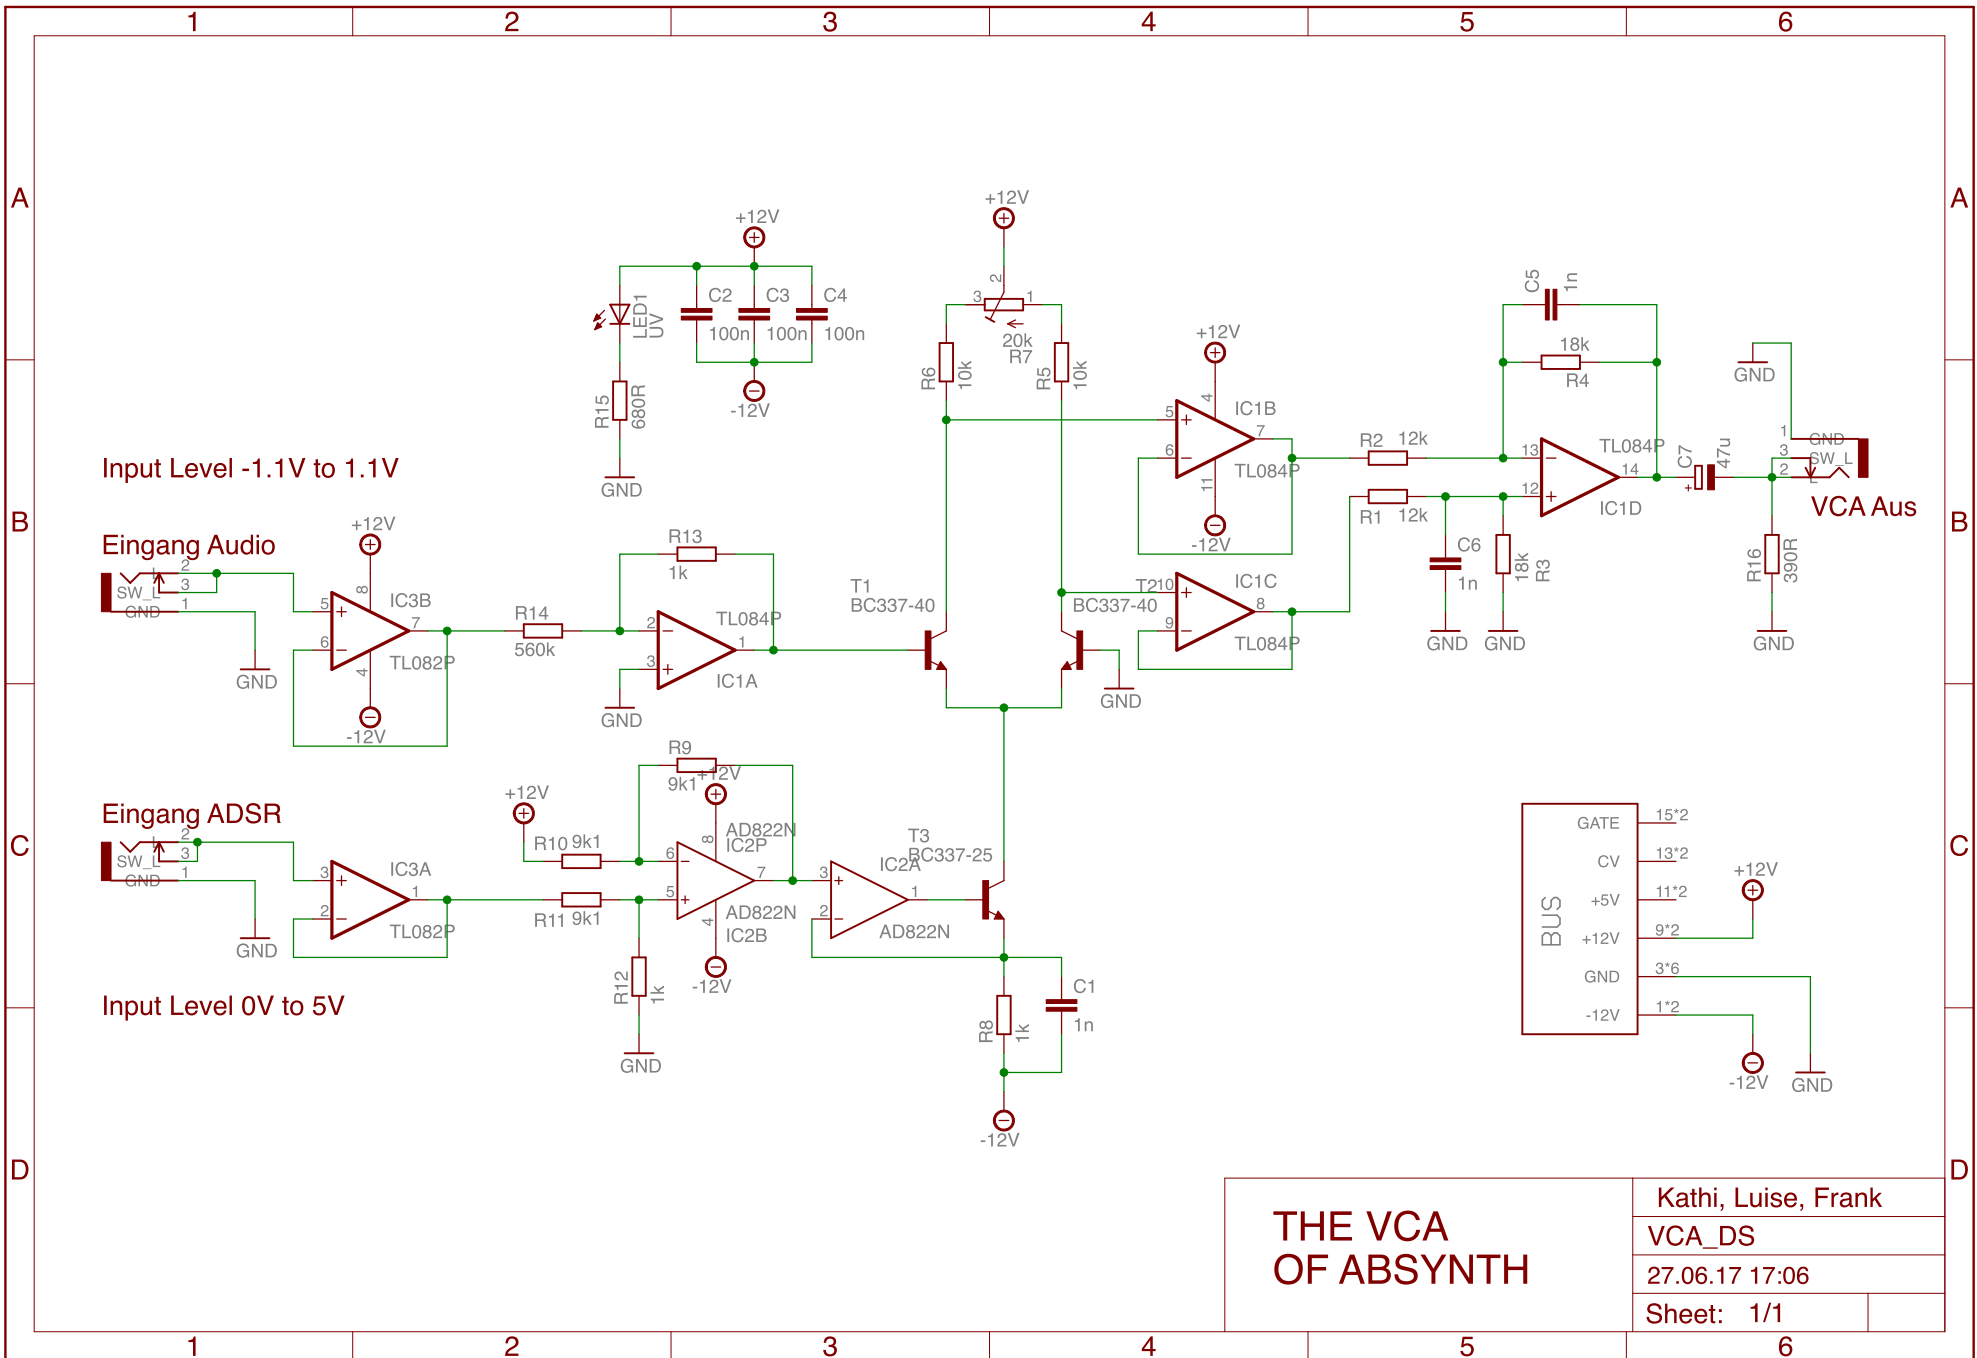 1 2 3 4 5 6
A A
+12V
+12V
2
3 1
20k
R7
LED1
UV
C2
100n
C3
100n
C4
100n
-12V
R15
680R
GND
R6
10k
R5
10k
C5
1n
18k
R4
+12V
4
5
6
7
IC1B
TL084P
11
-12V
R2 12k
R1 12k
13
12
14
TL084P
IC1D
C7
47u
+
GND
1
3
2
GND
SW_L
L
VCA Aus
B B
Input Level -1.1V to 1.1V
Eingang Audio
2
3
1
L
SW_L
GND
GND
+12V
8
5
6
7
IC3B
TL082P
4
-12V
R14
560k
R13
1k
2
3
1
TL084P
IC1A
GND
T1
BC337-40
T2
BC337-40
GND
10
9
8
IC1C
TL084P
C6
1n
18k
R3
GND
GND
R16
390R
GND
C C
Eingang ADSR
2
3
1
L
SW_L
GND
GND
3
2
1
IC3A
TL082P
Input Level 0V to 5V
+12V
R10 9k1
R11 9k1
R9
9k1
+12V
8
6
5
7
AD822N
IC2P
4
AD822N
IC2B
-12V
R12
1k
GND
3
2
1
IC2A
AD822N
T3
BC337-25
R8
1k
C1
1n
-12V
BUS
GATE 15*2
CV 13*2
+5V 11*2
+12V 9*2
GND 3*6
-12V 1*2
+12V
-12V
GND
D D
THE VCA
OF ABSYNTH
Kathi, Luise, Frank
VCA_DS
27.06.17 17:06
Sheet: 1/1
1 2 3 4 5 6